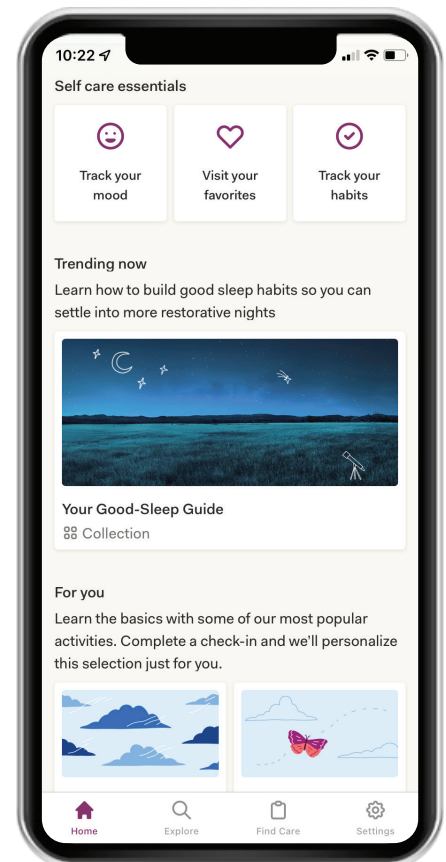 10:22
Self care essentials
Track your
mood
Visit your
favorites
Track your
habits
Trending now
Learn how to build good sleep habits so you can
settle into more restorative nights
Your Good-Sleep Guide
Collection
For you
Learn the basics with some of our most popular
activities. Complete a check-in and we’ll personalize
this selection just for you.
Home
Explore
Find Care
Settings